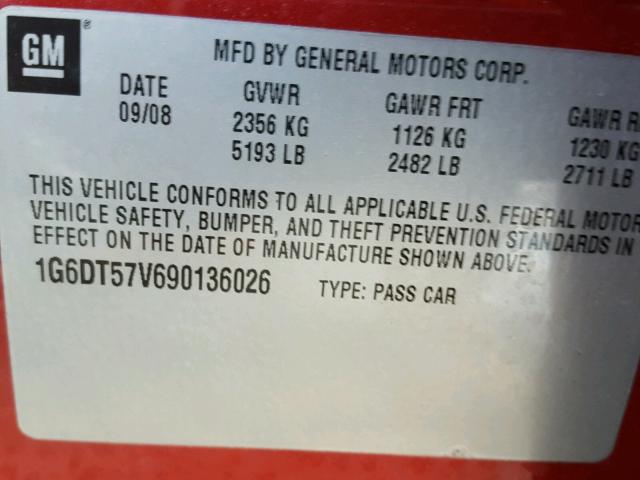 GM ®
MFD BY GENERAL MOTORS CORP.
DATE GVWR GAWR FRT GAWR R
09/08 2356 KG 1126 KG 1230 KG
5193 LB 2482 LB 2711 LB
THIS VEHICLE CONFORMS TO ALL APPLICABLE U.S. FEDERAL MOTOR
VEHICLE SAFETY, BUMPER, AND THEFT PREVENTION STANDARDS IN
EFFECT ON THE DATE OF MANUFACTURE SHOWN ABOVE.
1G6DT57V690136026 TYPE: PASS CAR